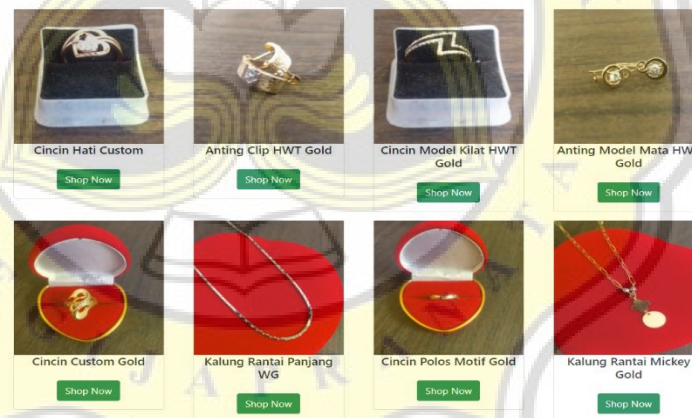 Cincin Hati Custom
Anting Clip HWT Gold
Cincin Model Kilat HWT
Gold
Anting Model Mata HW
Gold
Shop Now
Shop Now
Shop Now
Shop Now
Cincin Custom Gold
Kalung Rantai Panjang
WG
Cincin Polos Motif Gold
Kalung Rantai Mickey
Gold
Shop Now
Shop Now
Shop Now
Shop Now